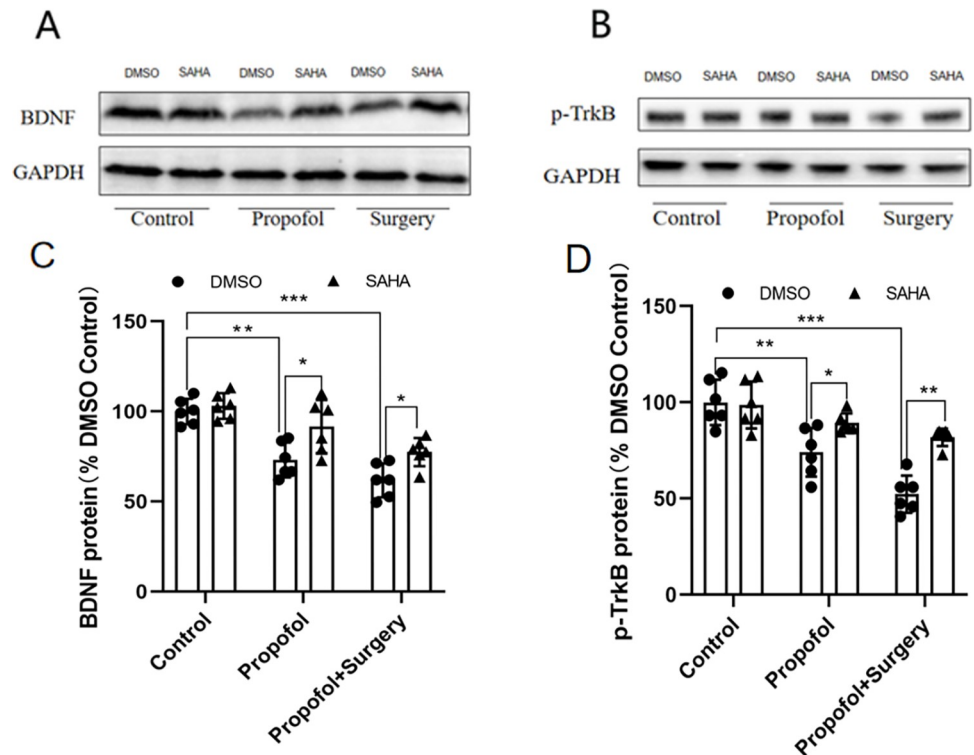 A
DMSO SAHA DMSO SAHA DMSO SAHA
BDNF
GAPDH
Control Propofol Surgery
B
DMSO SAHA DMSO SAHA DMSO SAHA
p-TrkB
GAPDH
Control Propofol Surgery
C
DMSO SAHA
BDNF protein(% DMSO Control)
150
100
50
0
***
**
*
*
Control
Propofol
Propofol+Surgery
D
DMSO SAHA
p-TrkB protein(% DMSO Control)
150
100
50
0
***
**
*
**
Control
Propofol
Propofol+Surgery